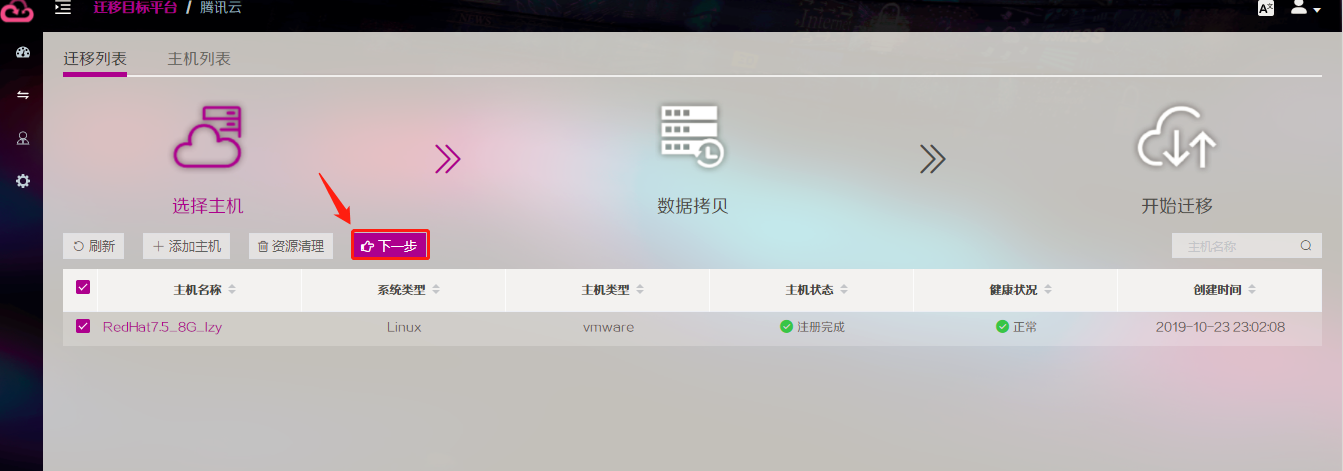 迁移目标平台 / 腾讯云
迁移列表 主机列表
选择主机 数据拷贝 开始迁移
刷新 + 添加主机 资源清理 下一步 主机名称
主机名称 系统类型 主机类型 主机状态 健康状况 创建时间
RedHat7.5_8G_lzy Linux vmware 注册完成 正常 2019-10-23 23:02:08